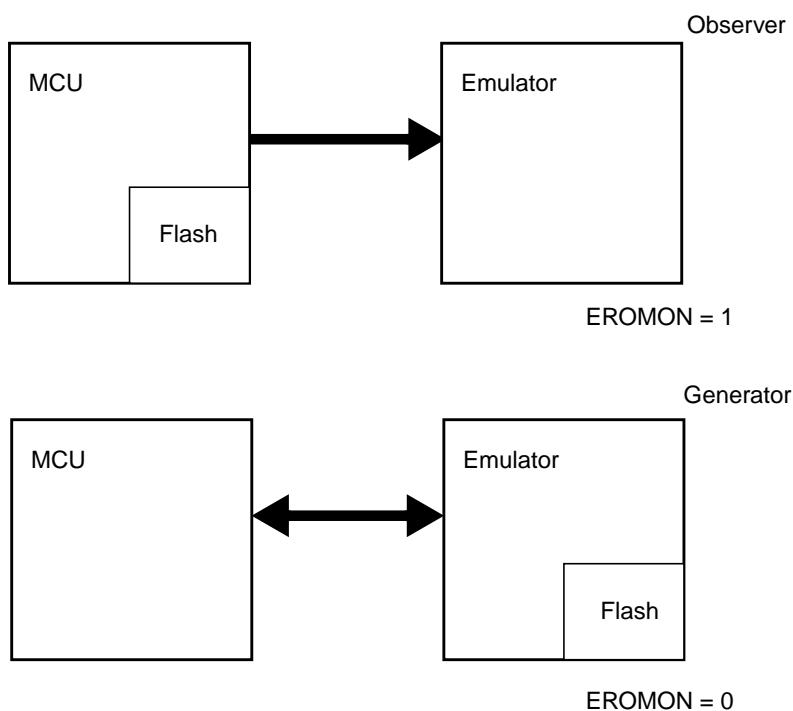 Observer
MCU
Emulator
Flash
EROMON = 1
Generator
MCU
Emulator
Flash
EROMON = 0